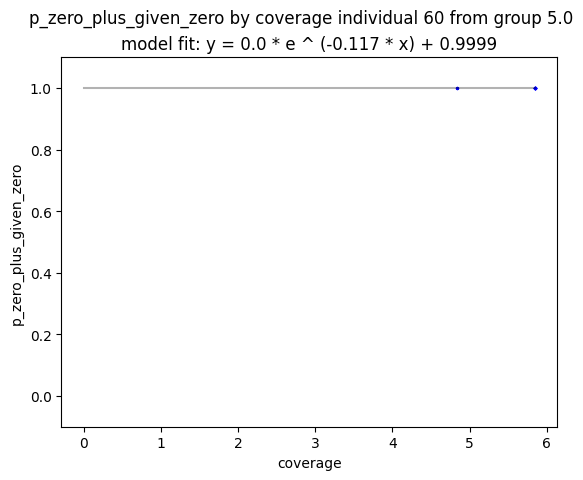 p_zero_plus_given_zero by coverage individual 60 from group 5.0
model fit: y = 0.0 * e ^ (-0.117 * x) + 0.9999
p_zero_plus_given_zero
1.0
0.8
0.6
0.4
0.2
0.0
0 1 2 3 4 5 6
coverage